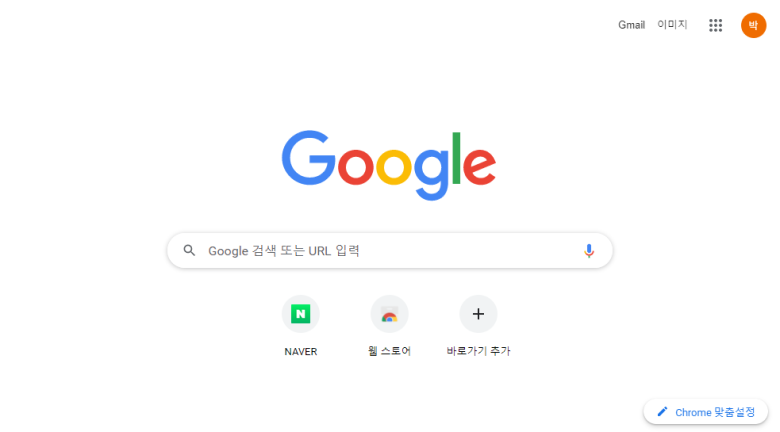 Gmail 이미지
박
Google
Google 검색 또는 URL 입력
N
NAVER 웹 스토어 바로가기 추가
Chrome 맞춤설정